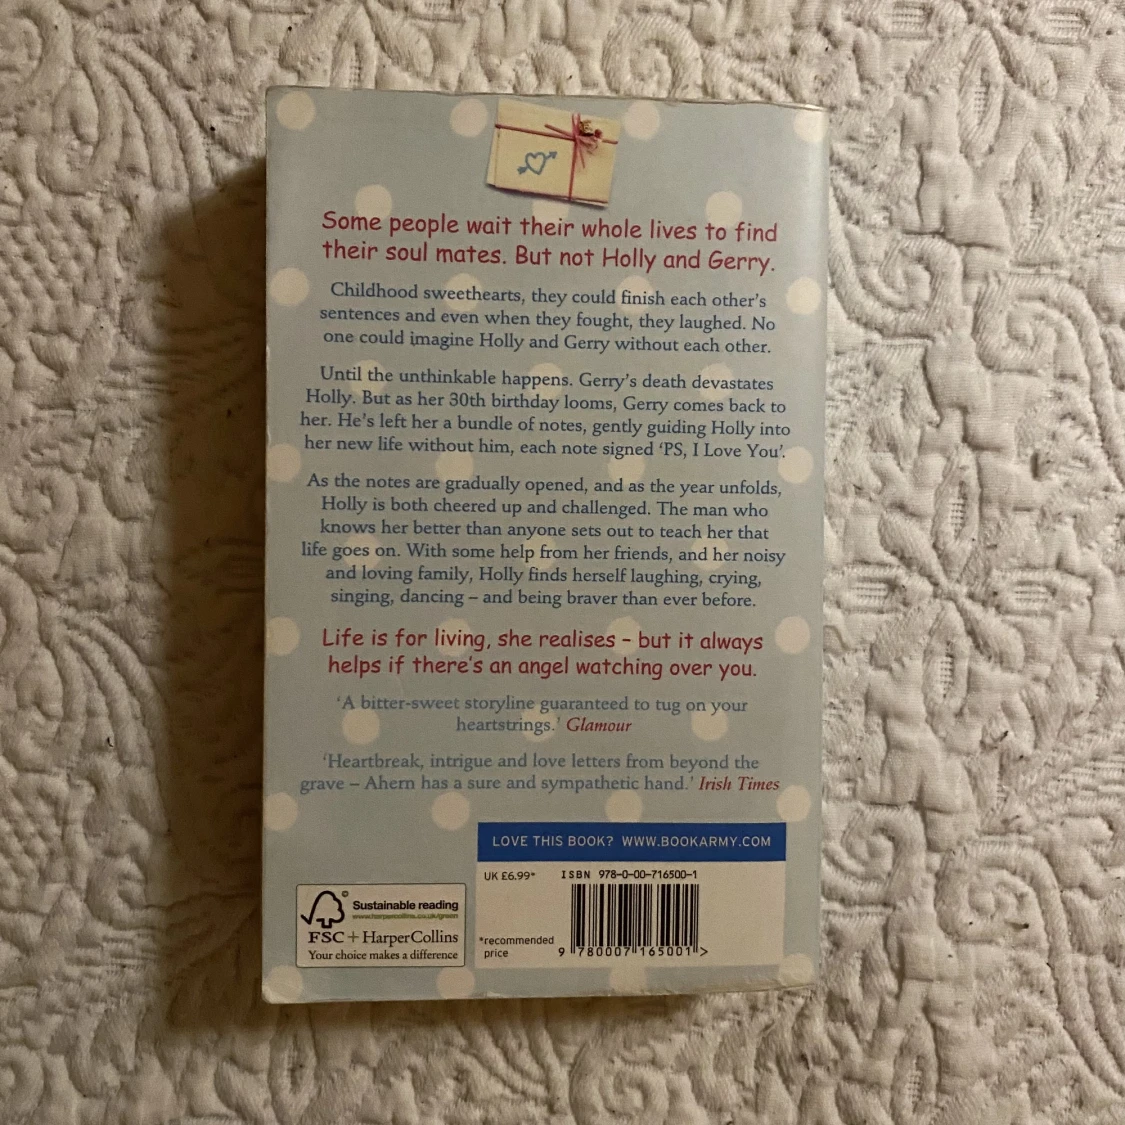 Some people wait their whole lives to find
their soul mates. But not Holly and Gerry.
Childhood sweethearts, they could finish each other's
sentences and even when they fought, they laughed. No
one could imagine Holly and Gerry without each other.
Until the unthinkable happens. Gerry's death devastates
Holly. But as her 30th birthday looms, Gerry comes back to
her. He's left her a bundle of notes, gently guiding Holly into
her new life without him, each note signed 'PS, I Love You'.
As the notes are gradually opened, and as the year unfolds,
Holly is both cheered up and challenged. The man who
knows her better than anyone sets out to teach her that
life goes on. With some help from her friends, and her noisy
and loving family, Holly finds herself laughing, crying,
singing, dancing – and being braver than ever before.
Life is for living, she realises – but it always
helps if there's an angel watching over you.
'A bitter-sweet storyline guaranteed to tug on your
heartstrings.' Glamour
'Heartbreak, intrigue and love letters from beyond the
grave – Ahern has a sure and sympathetic hand.' Irish Times
LOVE THIS BOOK? WWW.BOOKARMY.COM
UK £6.99* ISBN 978-0-00-716500-1
*recommended
price
9 780007 165001 >
©
Sustainable reading
www.harpercollins.co.uk/green
FSC + HarperCollins
Your choice makes a difference